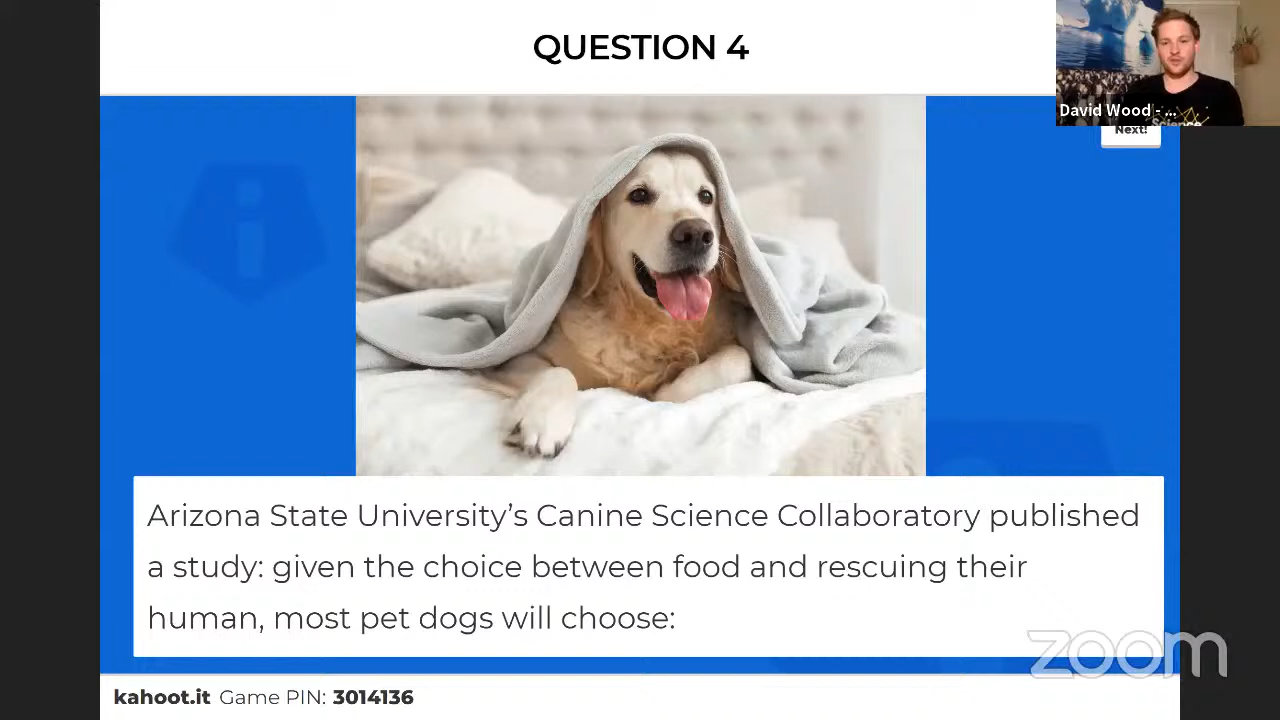 QUESTION 4
David Wood - ...
Science
Next!
Arizona State University’s Canine Science Collaboratory published
a study: given the choice between food and rescuing their
human, most pet dogs will choose:
zoom
kahoot.it Game PIN: 3014136